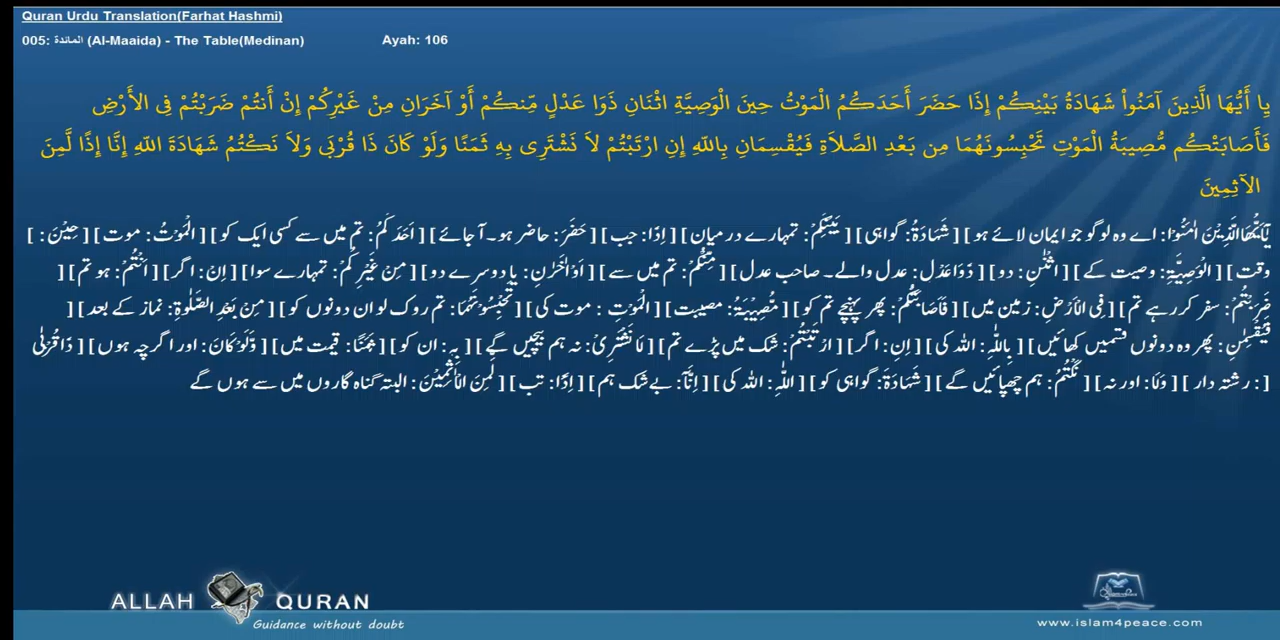 Quran Urdu Translation(Farhat Hashmi)
005: المائدة (Al-Maaida) - The Table(Medinan) Ayah: 106
يِا أَيُّهَا الَّذِينَ آمَنُواْ شَهَادَةُ بَيْنِكُمْ إِذَا حَضَرَ أَحَدَكُمُ الْمَوْتُ حِينَ الْوَصِيَّةِ اثْنَانِ ذَوَا عَدْلٍ مِّنكُمْ أَوْ آخَرَانِ مِنْ غَيْرِكُمْ إِنْ أَنتُمْ ضَرَبْتُمْ فِي الأَرْضِ
فَأَصَابَتْكُم مُّصِيبَةُ الْمَوْتِ تَحْبِسُونَهُمَا مِن بَعْدِ الصَّلاَةِ فَيُقْسِمَانِ بِاللّهِ إِنِ ارْتَبْتُمْ لاَ نَشْتَرِي بِهِ ثَمَنًا وَلَوْ كَانَ ذَا قُرْبَى وَلاَ نَكْتُمُ شَهَادَةَ اللّهِ إِنَّا إِذًا لَّمِنَ
الآثِمِينَ
يٰۤاَيُّهَا الَّذِيْنَ اٰمَنُوْا: اے وہ لوگو جو ایمان لائے ہو ] [ شَهَادَةُ: گواہی ] [ بَيْنِكُمْ: تمہارے درمیان ] [ اِذَا: جب ] [ حَضَرَ: حاضر ہو۔ آ جائے ] [ اَحَدَكُمُ: تم میں سے کسی ایک کو ] [ الْمَوْتُ: موت ] [ حِيْنَ: ]
وقت ] [ الْوَصِيَّةِ: وصیت کے ] [ اثْنٰنِ: دو ] [ ذَوَا عَدْلٍ: عدل والے۔ صاحب عدل ] [ مِّنْكُمْ: تم میں سے ] [ اَوْ اٰخَرٰنِ: یا دوسرے دو ] [ مِنْ غَيْرِكُمْ: تمہارے سوا ] [ اِنْ: اگر ] [ اَنْتُمْ: ہو تم ]
ضَرَبْتُمْ: سفر کر رہے تم ] [ فِي الْاَرْضِ: زمین میں ] [ فَاَصَابَتْكُمْ: پھر پہنچے تم کو ] [ مُّصِيْبَةُ: مصیبت ] [ الْمَوْتِ: موت کی ] [ تَحْبِسُوْنَهُمَا: تم روک لو ان دونوں کو ] [ مِنْ بَعْدِ الصَّلٰوةِ: نماز کے بعد ]
فَيُقْسِمٰنِ: پھر وہ دونوں قسمیں کھائیں ] [ بِاللّٰهِ: اللہ کی ] [ اِنِ: اگر ] [ ارْتَبْتُمْ: شک میں پڑے تم ] [ لَا نَشْتَرِيْ: نہ ہم بیچیں گے ] [ بِهٖ: ان کو ] [ ثَمَنًا: قیمت میں ] [ وَّلَوْ كَانَ: اور اگرچہ ہوں ] [ ذَا قُرْبٰى
[: رشتہ دار ] [ وَلَا: اور نہ ] [ نَكْتُمُ: ہم چھپائیں گے ] [ شَهَادَةَ: گواہی کو ] [ اللّٰهِ: اللہ کی ] [ اِنَّاۤ: بے شک ہم ] [ اِذًا: تب ] [ لَّمِنَ الْاٰثِمِيْنَ: البتہ گناہ گاروں میں سے ہوں گے
ALLAH QURAN
Guidance without doubt
www.islam4peace.com